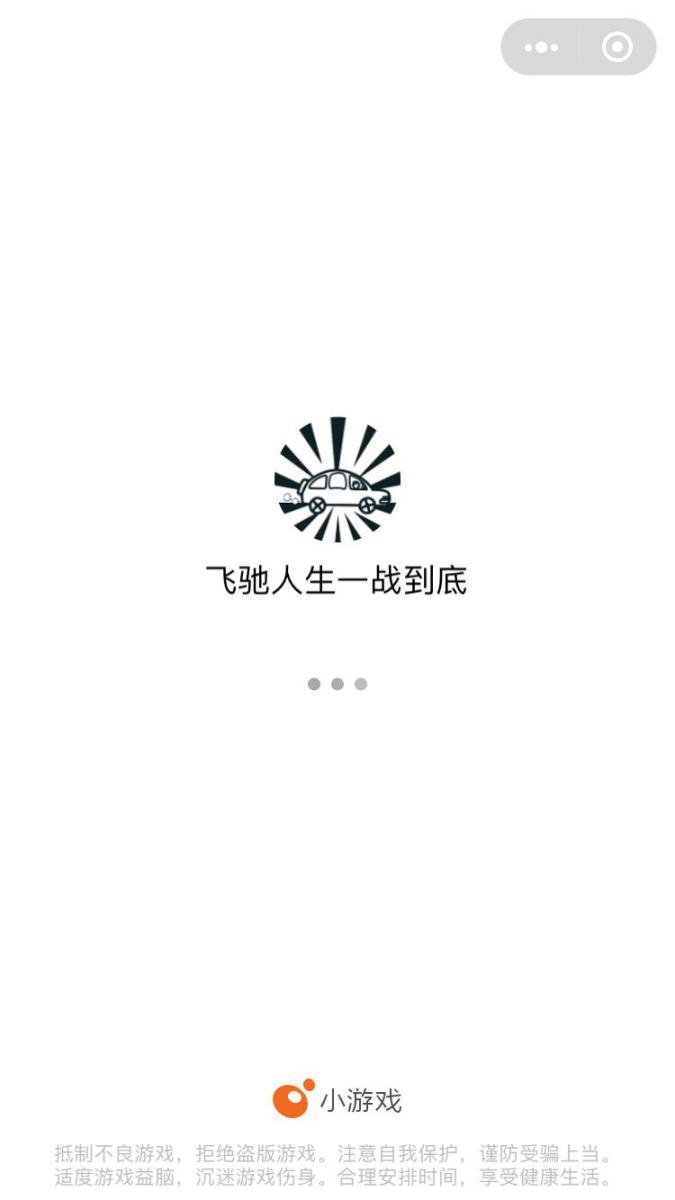 飞驰人生一战到底
小游戏
抵制不良游戏，拒绝盗版游戏。注意自我保护，谨防受骗上当。
适度游戏益脑，沉迷游戏伤身。合理安排时间，享受健康生活。